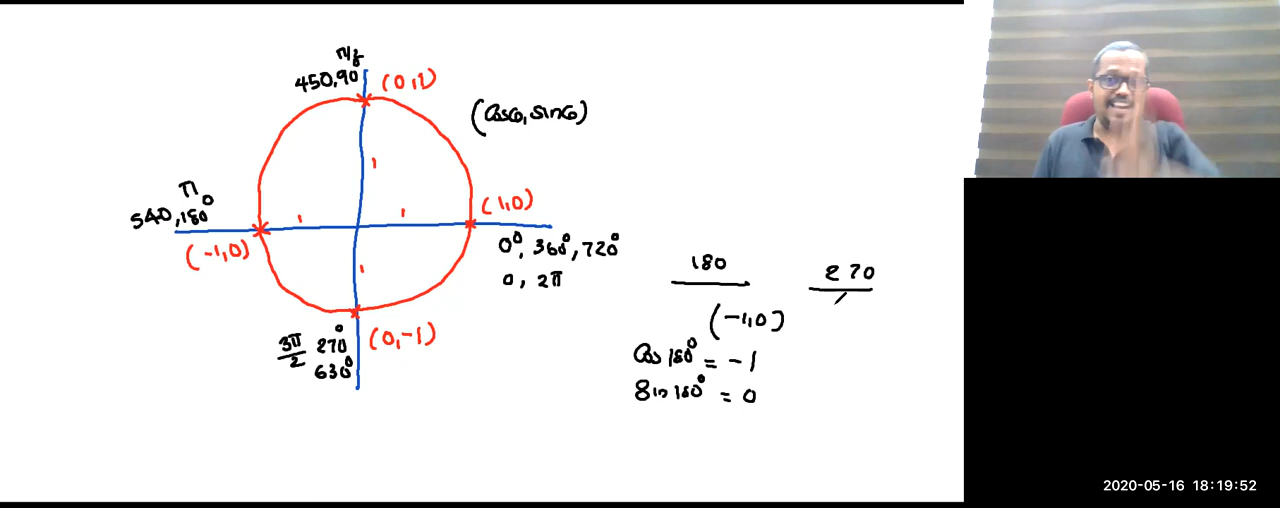 π/2
450,90
(0,1)
(Cosθ, Sinθ)
1
π
540,180°
1
1
(1,0)
(-1,0)
0°, 360°, 720°
0, 2π
1
180
270
(-1,0)
3π/2 270°
(0,-1)
630°
Cos 180° = -1
Sin 180° = 0
2020-05-16 18:19:52